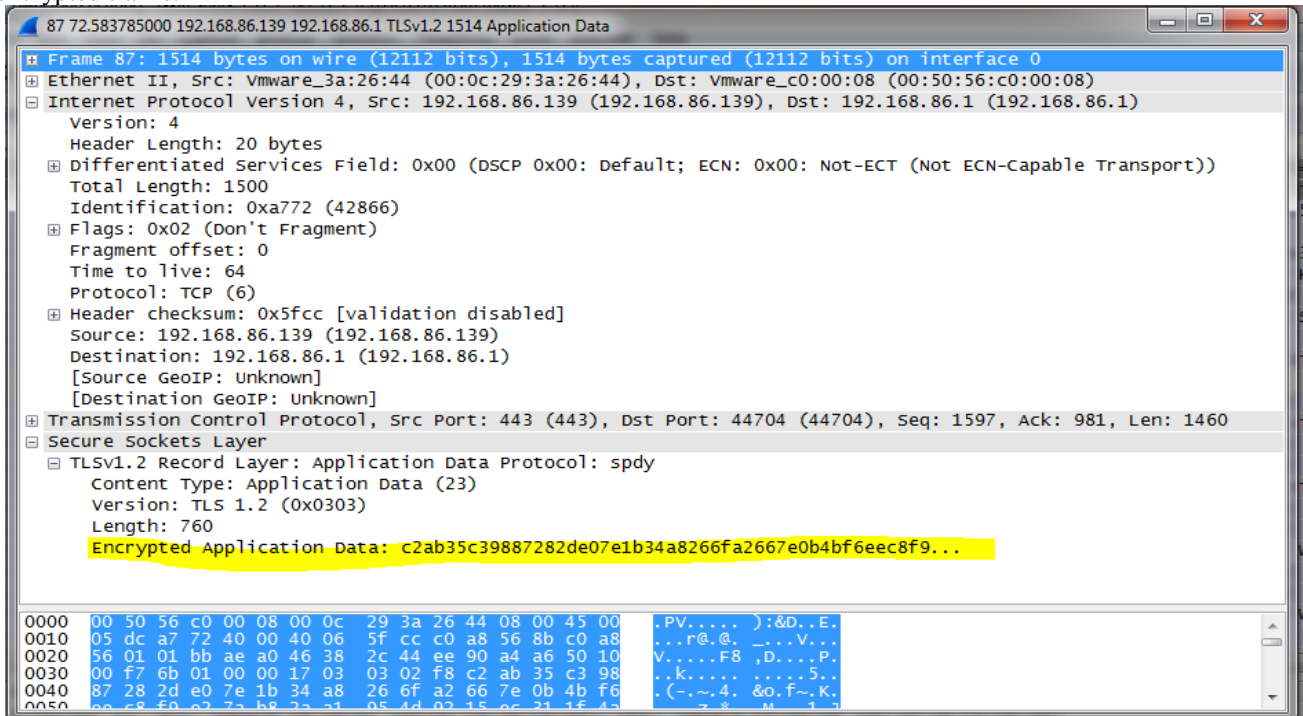 87 72.583785000 192.168.86.139 192.168.86.1 TLSv1.2 1514 Application Data
Frame 87: 1514 bytes on wire (12112 bits), 1514 bytes captured (12112 bits) on interface 0
Ethernet II, Src: Vmware_3a:26:44 (00:0c:29:3a:26:44), Dst: Vmware_c0:00:08 (00:50:56:c0:00:08)
Internet Protocol Version 4, Src: 192.168.86.139 (192.168.86.139), Dst: 192.168.86.1 (192.168.86.1)
Version: 4
Header Length: 20 bytes
Differentiated Services Field: 0x00 (DSCP 0x00: Default; ECN: 0x00: Not-ECT (Not ECN-Capable Transport))
Total Length: 1500
Identification: 0xa772 (42866)
Flags: 0x02 (Don't Fragment)
Fragment offset: 0
Time to live: 64
Protocol: TCP (6)
Header checksum: 0x5fcc [validation disabled]
Source: 192.168.86.139 (192.168.86.139)
Destination: 192.168.86.1 (192.168.86.1)
[Source GeoIP: Unknown]
[Destination GeoIP: Unknown]
Transmission Control Protocol, Src Port: 443 (443), Dst Port: 44704 (44704), Seq: 1597, Ack: 981, Len: 1460
Secure Sockets Layer
TLSv1.2 Record Layer: Application Data Protocol: spdy
Content Type: Application Data (23)
Version: TLS 1.2 (0x0303)
Length: 760
Encrypted Application Data: c2ab35c39887282de07e1b34a8266fa2667e0b4bf6eec8f9...
0000 00 50 56 c0 00 08 00 0c 29 3a 26 44 08 00 45 00 .PV..... ):&D..E.
0010 05 dc a7 72 40 00 40 06 5f cc c0 a8 56 8b c0 a8 ...r@.@. _...V...
0020 56 01 01 bb ae a0 46 38 2c 44 ee 90 a4 a6 50 10 V.....F8 ,D....P.
0030 00 f7 6b 01 00 00 17 03 03 02 f8 c2 ab 35 c3 98 ..k..... .....5..
0040 87 28 2d e0 7e 1b 34 a8 26 6f a2 66 7e 0b 4b f6 .(-.~.4. &o.f~.K.
0050